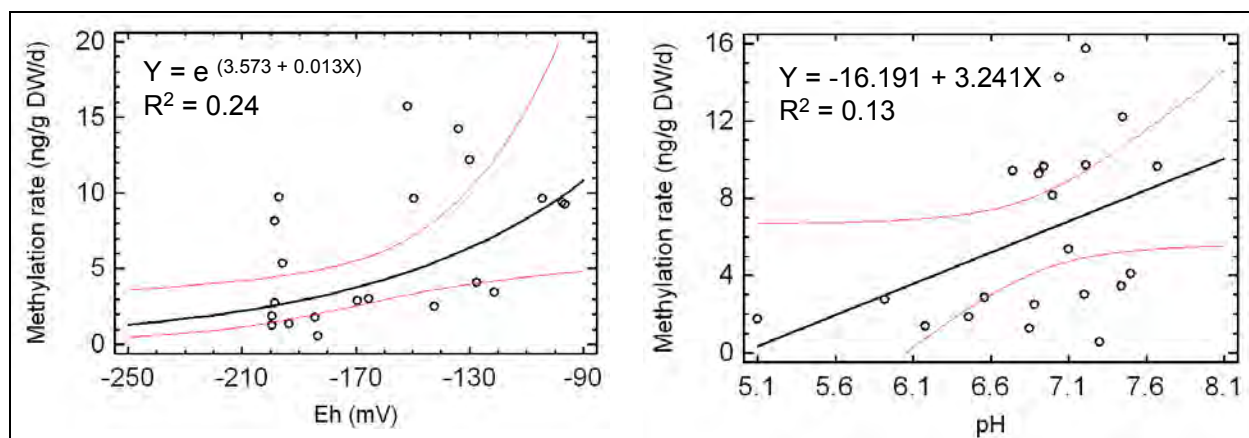 Y = e (3.573 + 0.013X)
R2 = 0.24
Methylation rate (ng/g DW/d)
20
15
10
5
0
-250
-210
-170
-130
-90
Eh (mV)
Y = -16.191 + 3.241X
R2 = 0.13
Methylation rate (ng/g DW/d)
16
12
8
4
0
5.1
5.6
6.1
6.6
7.1
7.6
8.1
pH